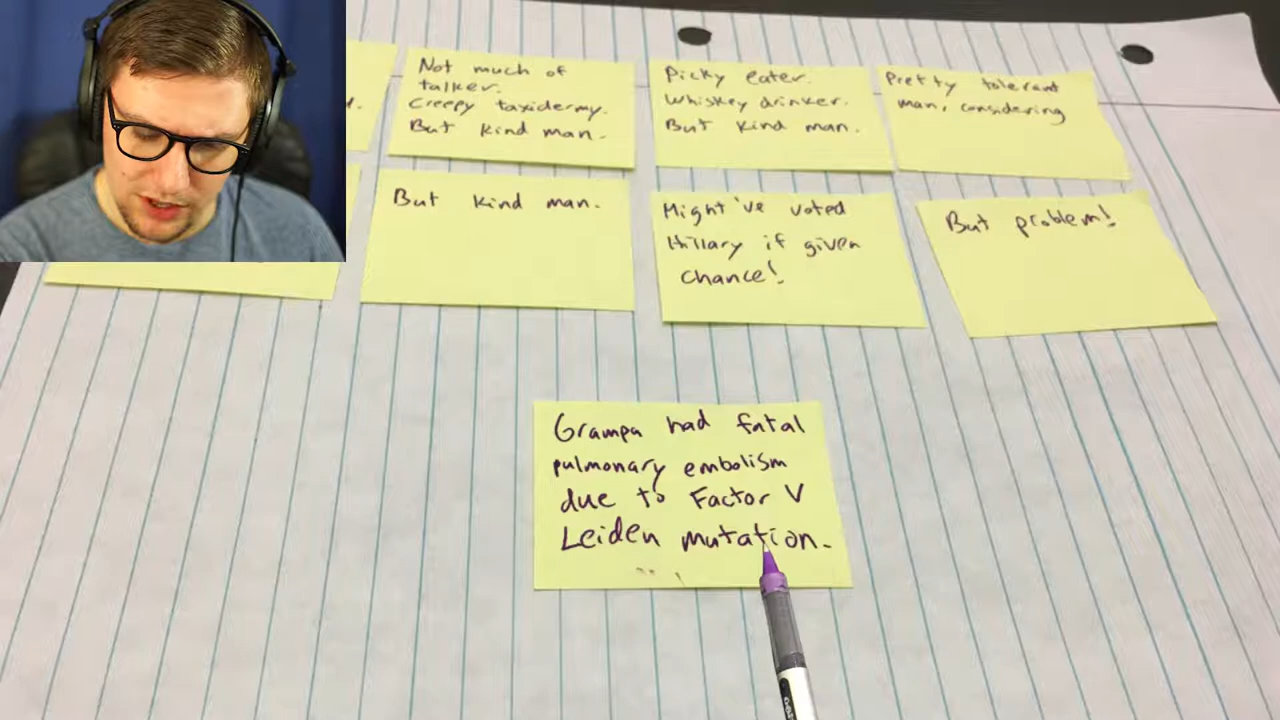 Not much of
talker.
Creepy taxidermy.
But kind man.
Picky eater.
Whiskey drinker.
But kind man.
Pretty tolerant
man, considering
But kind man.
Might've voted
Hillary if given
chance!
But problem!
Grampa had fatal
pulmonary embolism
due to Factor V
Leiden mutation.